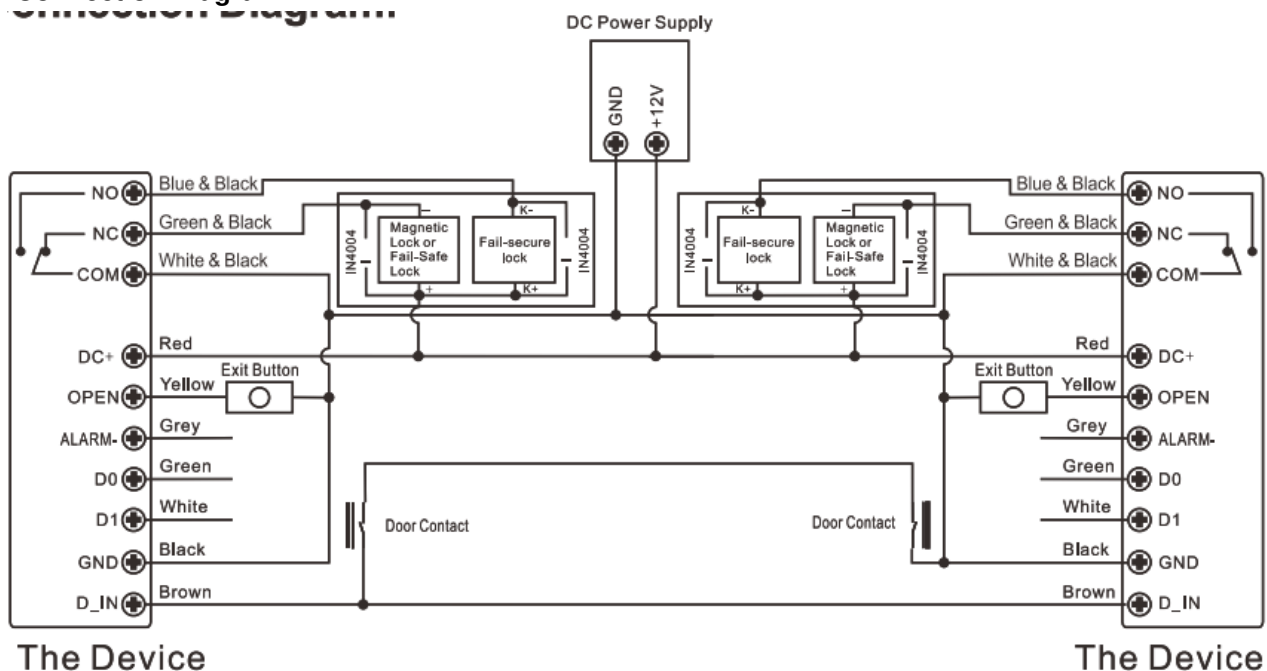 Connection Diagram:
DC Power Supply
GND
+12V
NO
Blue & Black
NC
Green & Black
COM
White & Black
IN4004
−
Magnetic
Lock or
Fail-Safe
Lock
+
K-
Fail-secure
lock
K+
IN4004
IN4004
K-
Fail-secure
lock
K+
−
Magnetic
Lock or
Fail-Safe
Lock
+
IN4004
Blue & Black
NO
Green & Black
NC
White & Black
COM
DC+
Red
OPEN
Yellow
Exit Button
ALARM-
Grey
D0
Green
D1
White
GND
Black
D_IN
Brown
Door Contact
Door Contact
Red
DC+
Exit Button
Yellow
OPEN
Grey
ALARM-
Green
D0
White
D1
Black
GND
Brown
D_IN
The Device
The Device